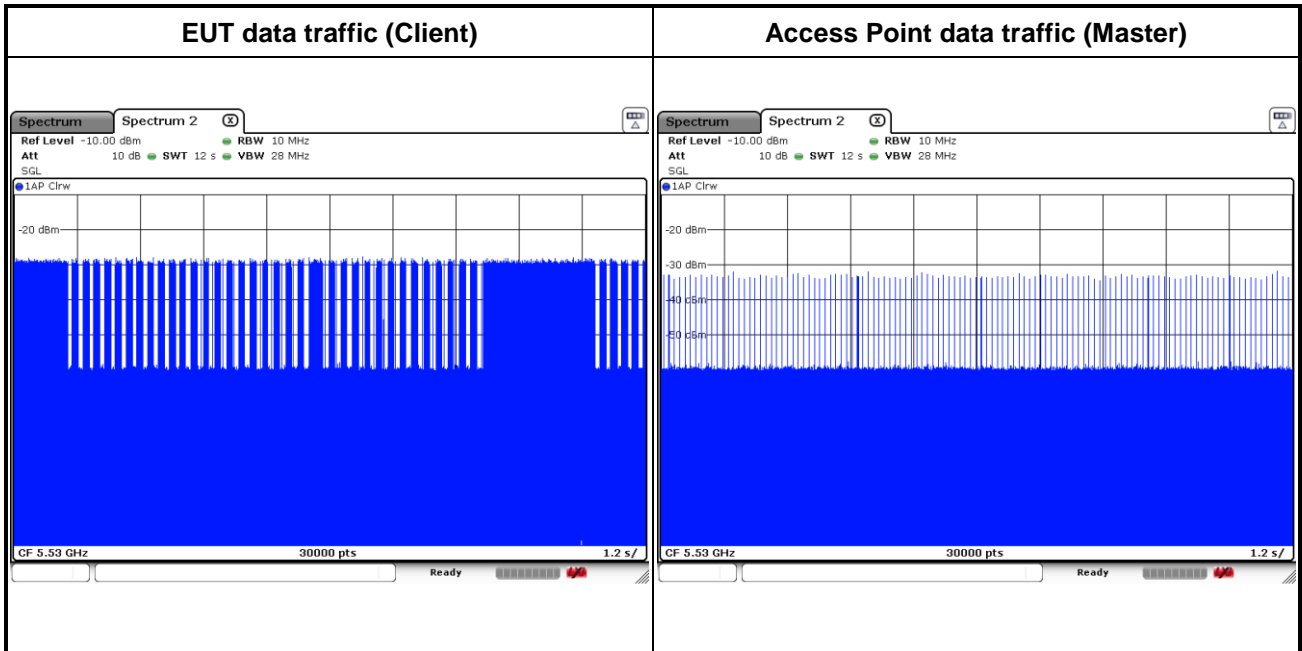 EUT data traffic (Client)
Access Point data traffic (Master)
Spectrum Spectrum 2 X
Ref Level -10.00 dBm RBW 10 MHz
Att 10 dB SWT 12 s VBW 28 MHz
SGL
1AP Clrw
-20 dBm
CF 5.53 GHz 30000 pts 1.2 s/
Ready
Spectrum Spectrum 2 X
Ref Level -10.00 dBm RBW 10 MHz
Att 10 dB SWT 12 s VBW 28 MHz
SGL
1AP Clrw
-20 dBm
-30 dBm
-40 dBm
-50 dBm
CF 5.53 GHz 30000 pts 1.2 s/
Ready